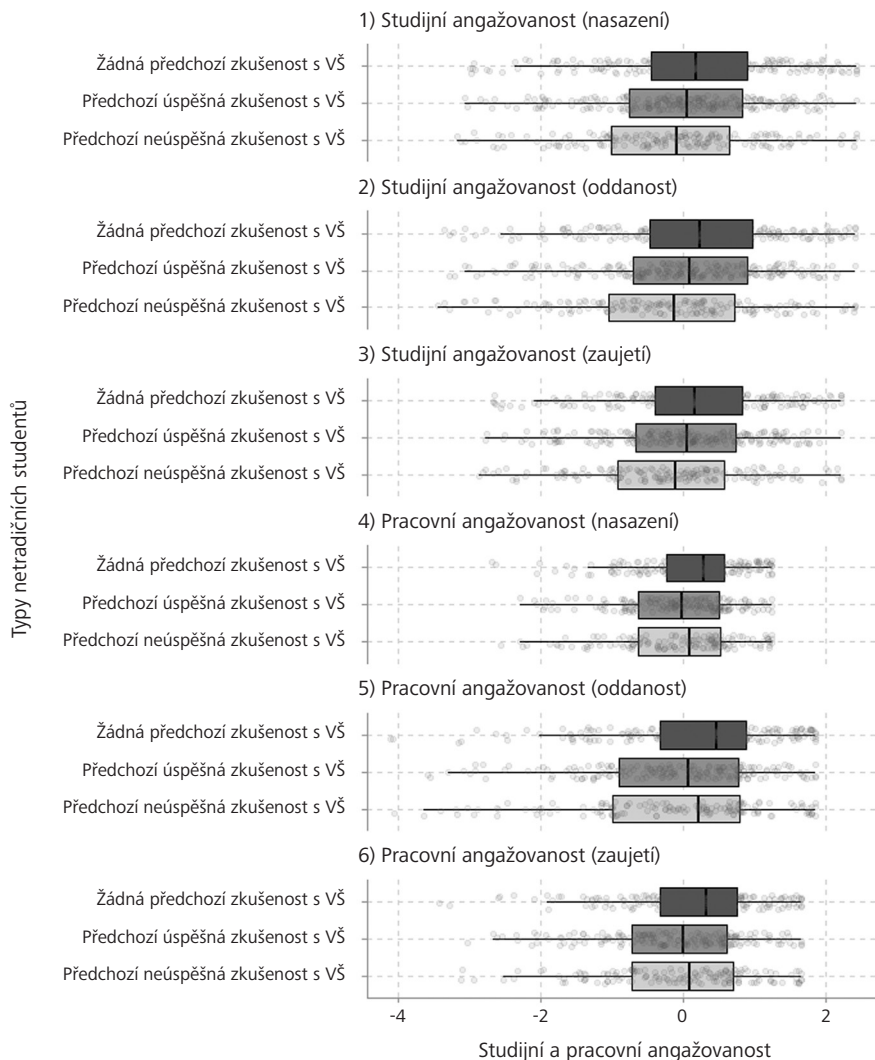 1) Studijní angažovanost (nasazení)
Žádná předchozí zkušenost s VŠ
Předchozí úspěšná zkušenost s VŠ
Předchozí neúspěšná zkušenost s VŠ
2) Studijní angažovanost (oddanost)
Žádná předchozí zkušenost s VŠ
Předchozí úspěšná zkušenost s VŠ
Předchozí neúspěšná zkušenost s VŠ
3) Studijní angažovanost (zaujetí)
Žádná předchozí zkušenost s VŠ
Předchozí úspěšná zkušenost s VŠ
Předchozí neúspěšná zkušenost s VŠ
4) Pracovní angažovanost (nasazení)
Žádná předchozí zkušenost s VŠ
Předchozí úspěšná zkušenost s VŠ
Předchozí neúspěšná zkušenost s VŠ
5) Pracovní angažovanost (oddanost)
Žádná předchozí zkušenost s VŠ
Předchozí úspěšná zkušenost s VŠ
Předchozí neúspěšná zkušenost s VŠ
6) Pracovní angažovanost (zaujetí)
Žádná předchozí zkušenost s VŠ
Předchozí úspěšná zkušenost s VŠ
Předchozí neúspěšná zkušenost s VŠ
-4 -2 0 2
Studijní a pracovní angažovanost
Typy netradičních studentů